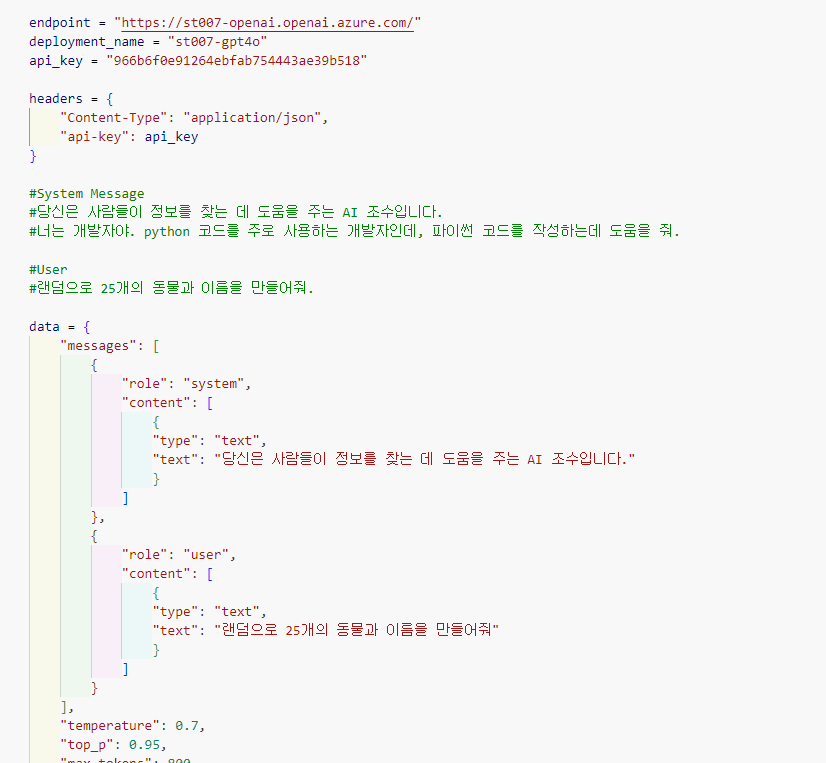 endpoint = "https://st007-openai.openai.azure.com/"
deployment_name = "st007-gpt4o"
api_key = "966b6f0e91264ebfab754443ae39b518"
headers = {
"Content-Type": "application/json",
"api-key": api_key
}
#System Message
#당신은 사람들이 정보를 찾는 데 도움을 주는 AI 조수입니다.
#너는 개발자야. python 코드를 주로 사용하는 개발자인데, 파이썬 코드를 작성하는데 도움을 줘.
#User
#랜덤으로 25개의 동물과 이름을 만들어줘.
data = {
"messages": [
{
"role": "system",
"content": [
{
"type": "text",
"text": "당신은 사람들이 정보를 찾는 데 도움을 주는 AI 조수입니다."
}
]
},
{
"role": "user",
"content": [
{
"type": "text",
"text": "랜덤으로 25개의 동물과 이름을 만들어줘"
}
]
}
],
"temperature": 0.7,
"top_p": 0.95,
"max_tokens": 800